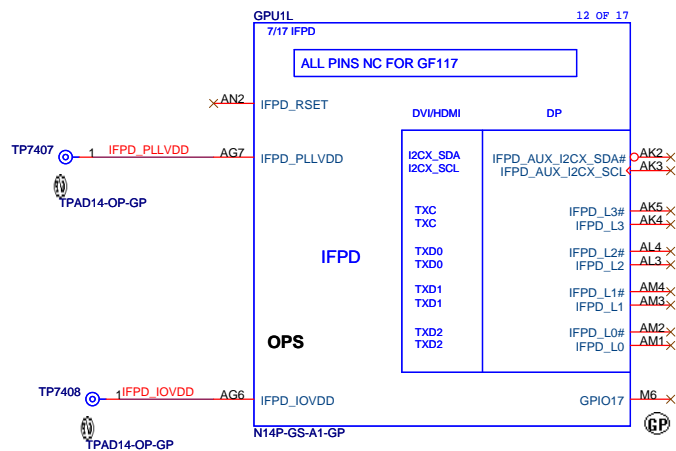 GPU1L 12 OF 17
7/17 IFPD
ALL PINS NC FOR GF117
AN2 IFPD_RSET
DVI/HDMI DP
TP7407 1 IFPD_PLLVDD AG7 IFPD_PLLVDD
TPAD14-OP-GP
I2CX_SDA IFPD_AUX_I2CX_SDA# AK2
I2CX_SCL IFPD_AUX_I2CX_SCL AK3
TXC IFPD_L3# AK5
TXC IFPD_L3 AK4
IFPD
TXD0 IFPD_L2# AL4
TXD0 IFPD_L2 AL3
TXD1 IFPD_L1# AM4
TXD1 IFPD_L1 AM3
OPS
TXD2 IFPD_L0# AM2
TXD2 IFPD_L0 AM1
TP7408 1 IFPD_IOVDD AG6 IFPD_IOVDD
GPIO17 M6
GP
TPAD14-OP-GP
N14P-GS-A1-GP